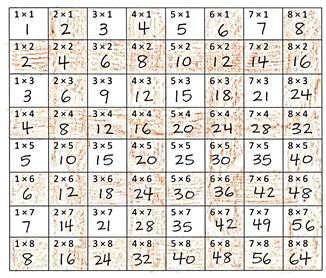 1 × 1 2 × 1 3 × 1 4 × 1 5 × 1 6 × 1 7 × 1 8 × 1
1 2 3 4 5 6 7 8
1 × 2 2 × 2 3 × 2 4 × 2 5 × 2 6 × 2 7 × 2 8 × 2
2 4 6 8 10 12 14 16
1 × 3 2 × 3 3 × 3 4 × 3 5 × 3 6 × 3 7 × 3 8 × 3
3 6 9 12 15 18 21 24
1 × 4 2 × 4 3 × 4 4 × 4 5 × 4 6 × 4 7 × 4 8 × 4
4 8 12 16 20 24 28 32
1 × 5 2 × 5 3 × 5 4 × 5 5 × 5 6 × 5 7 × 5 8 × 5
5 10 15 20 25 30 35 40
1 × 6 2 × 6 3 × 6 4 × 6 5 × 6 6 × 6 7 × 6 8 × 6
6 12 18 24 30 36 42 48
1 × 7 2 × 7 3 × 7 4 × 7 5 × 7 6 × 7 7 × 7 8 × 7
7 14 21 28 35 42 49 56
1 × 8 2 × 8 3 × 8 4 × 8 5 × 8 6 × 8 7 × 8 8 × 8
8 16 24 32 40 48 56 64